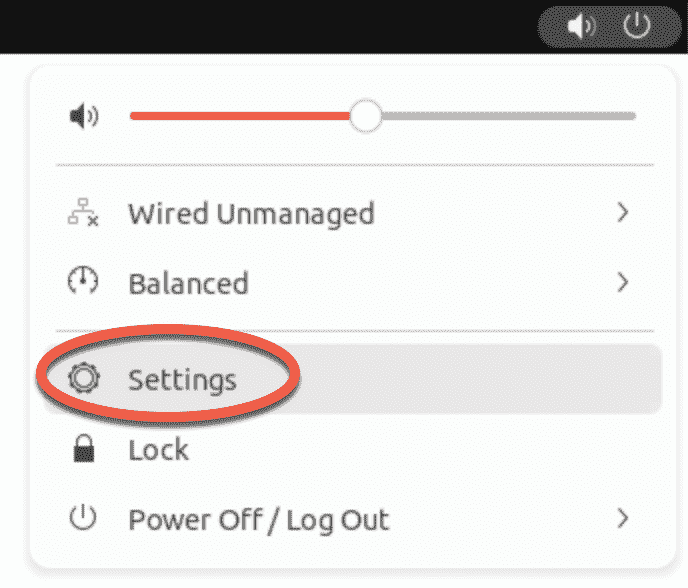 Wired Unmanaged
Balanced
Settings
Lock
Power Off / Log Out